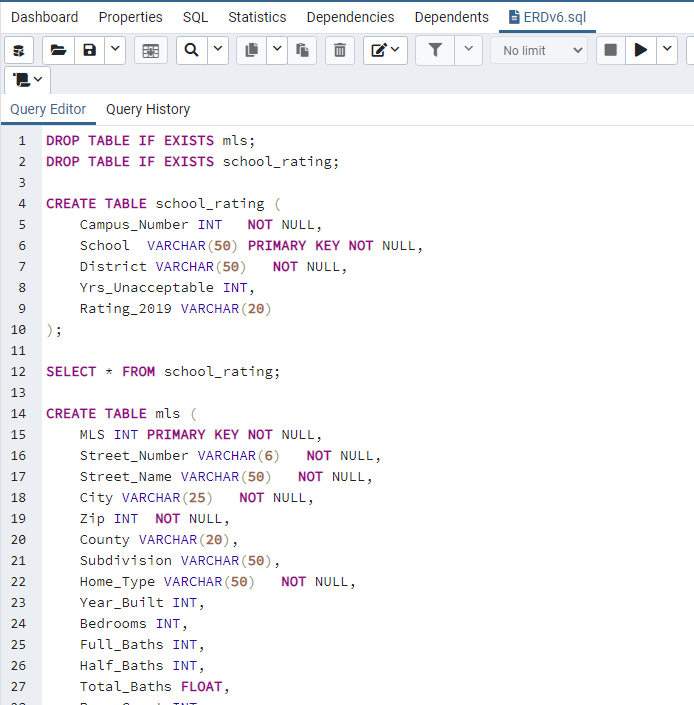 Dashboard Properties SQL Statistics Dependencies Dependents ERDv6.sql
No limit
Query Editor Query History
1 DROP TABLE IF EXISTS mls;
2 DROP TABLE IF EXISTS school_rating;
3
4 CREATE TABLE school_rating (
5 Campus_Number INT NOT NULL,
6 School VARCHAR(50) PRIMARY KEY NOT NULL,
7 District VARCHAR(50) NOT NULL,
8 Yrs_Unacceptable INT,
9 Rating_2019 VARCHAR(20)
10 );
11
12 SELECT * FROM school_rating;
13
14 CREATE TABLE mls (
15 MLS INT PRIMARY KEY NOT NULL,
16 Street_Number VARCHAR(6) NOT NULL,
17 Street_Name VARCHAR(50) NOT NULL,
18 City VARCHAR(25) NOT NULL,
19 Zip INT NOT NULL,
20 County VARCHAR(20),
21 Subdivision VARCHAR(50),
22 Home_Type VARCHAR(50) NOT NULL,
23 Year_Built INT,
24 Bedrooms INT,
25 Full_Baths INT,
26 Half_Baths INT,
27 Total_Baths FLOAT,